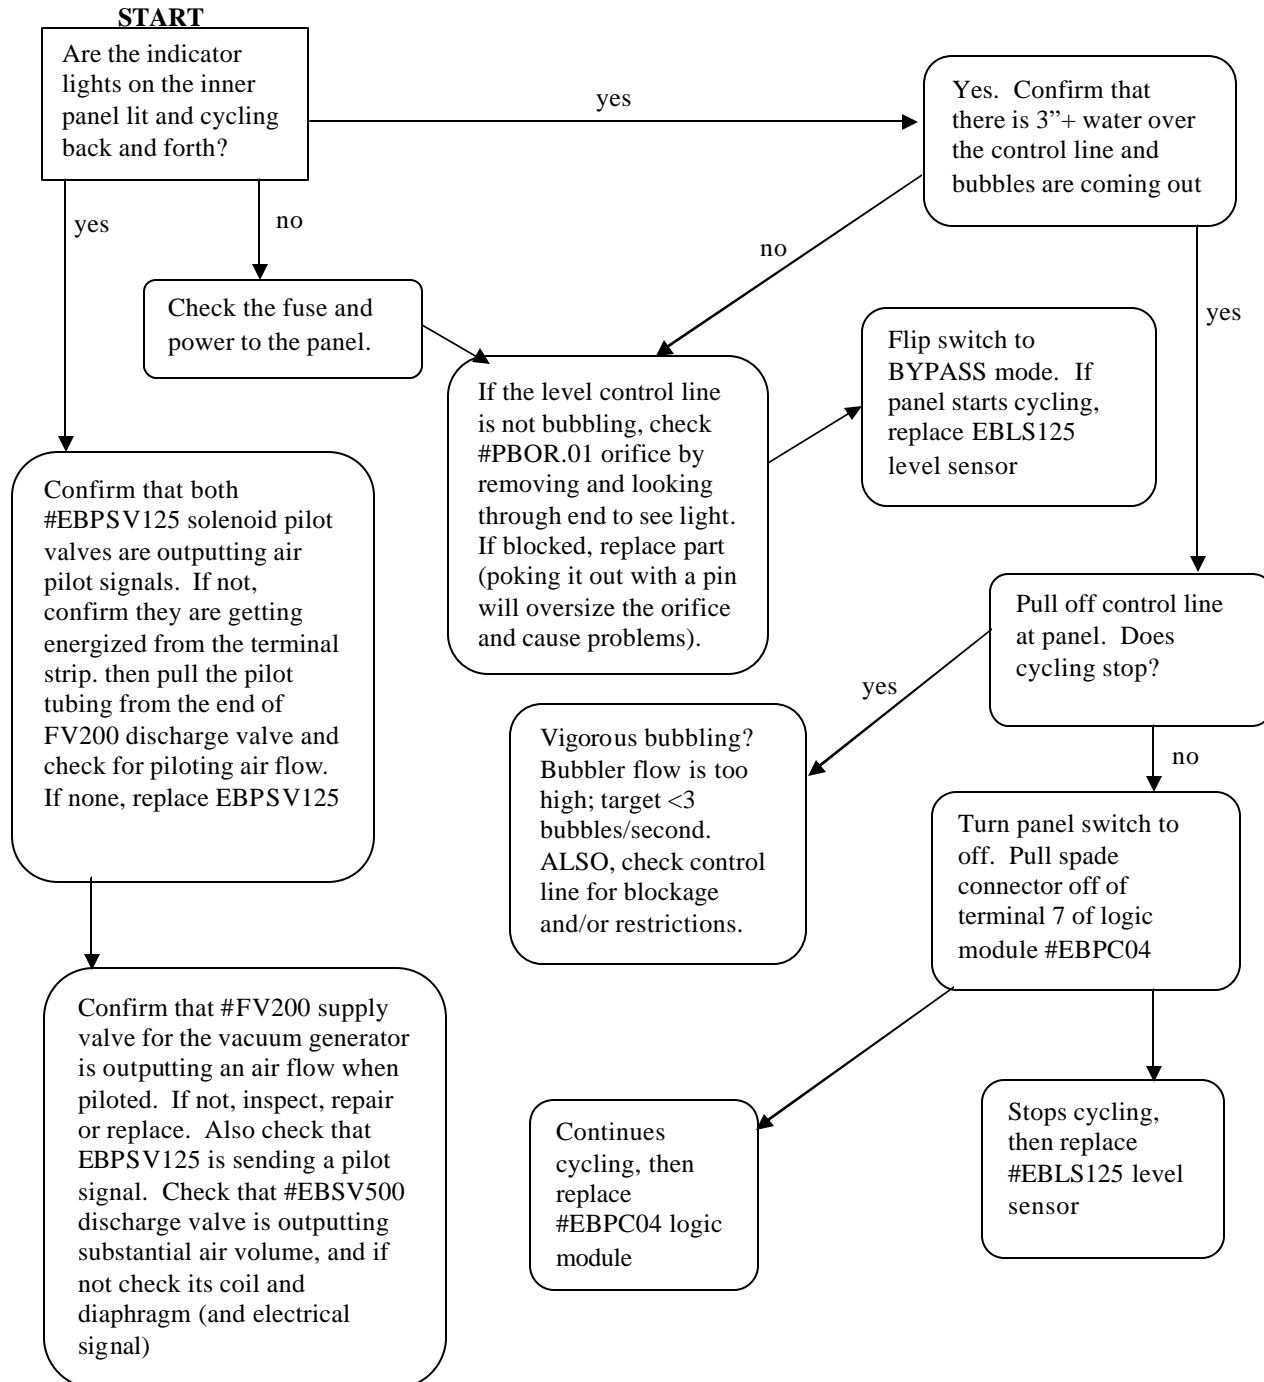 START
Are the indicator
lights on the inner
panel lit and cycling
back and forth?
yes
Yes.  Confirm that
there is 3”+ water over
the control line and
bubbles are coming out
yes
no
no
yes
Check the fuse and
power to the panel.
If the level control line
is not bubbling, check
#PBOR.01 orifice by
removing and looking
through end to see light.
If blocked, replace part
(poking it out with a pin
will oversize the orifice
and cause problems).
Flip switch to
BYPASS mode.  If
panel starts cycling,
replace EBLS125
level sensor
Confirm that both
#EBPSV125 solenoid pilot
valves are outputting air
pilot signals.  If not,
confirm they are getting
energized from the terminal
strip. then pull the pilot
tubing from the end of
FV200 discharge valve and
check for piloting air flow.
If none, replace EBPSV125
Pull off control line
at panel.  Does
cycling stop?
yes
no
Vigorous bubbling?
Bubbler flow is too
high; target <3
bubbles/second.
ALSO, check control
line for blockage
and/or restrictions.
Turn panel switch to
off.  Pull spade
connector off of
terminal 7 of logic
module #EBPC04
Confirm that #FV200 supply
valve for the vacuum generator
is outputting an air flow when
piloted.  If not, inspect, repair
or replace.  Also check that
EBPSV125 is sending a pilot
signal.  Check that #EBSV500
discharge valve is outputting
substantial air volume, and if
not check its coil and
diaphragm (and electrical
signal)
Continues
cycling, then
replace
#EBPC04 logic
module
Stops cycling,
then replace
#EBLS125 level
sensor